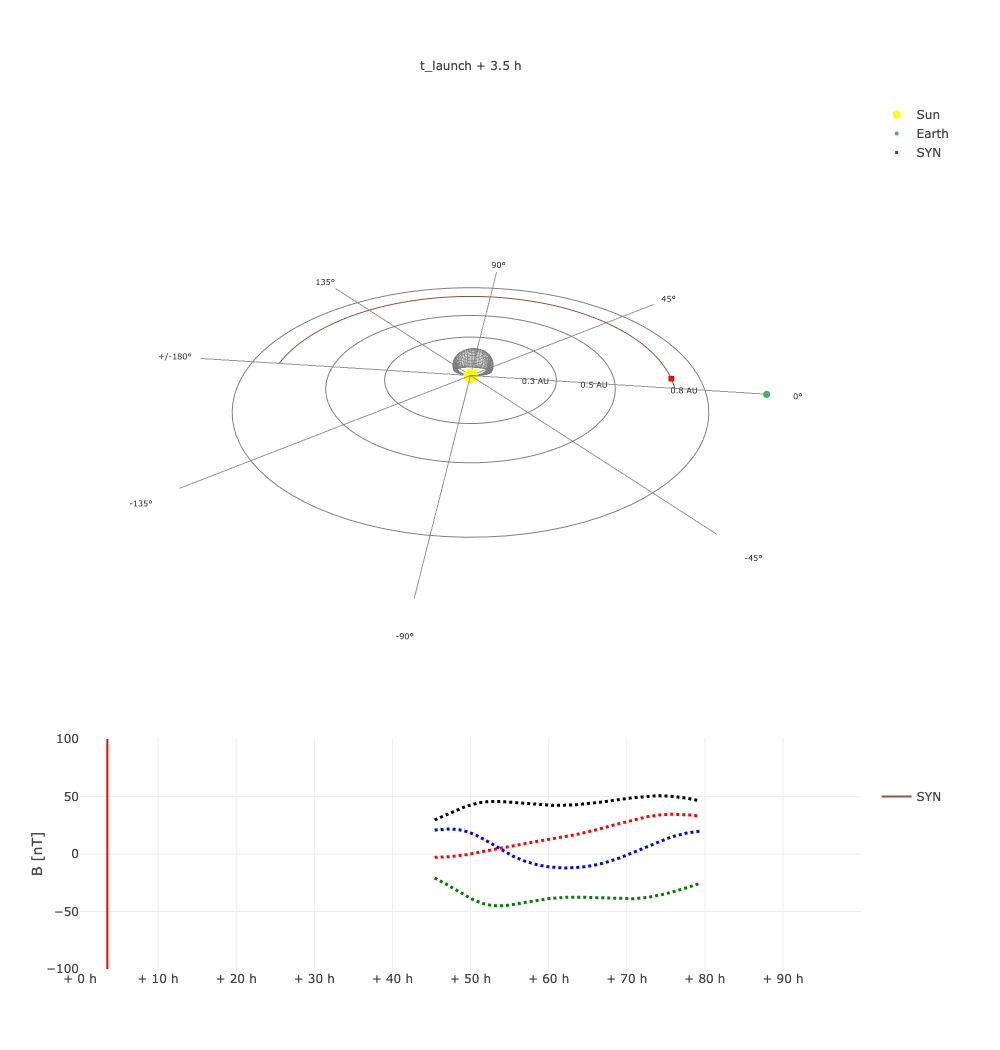 t_launch + 3.5 h
Sun
Earth
SYN
90°
135°
45°
+/-180°
0.3 AU
0.5 AU
0.8 AU
0°
-135°
-45°
-90°
100
50
0
−50
−100
B [nT]
SYN
+ 0 h
+ 10 h
+ 20 h
+ 30 h
+ 40 h
+ 50 h
+ 60 h
+ 70 h
+ 80 h
+ 90 h